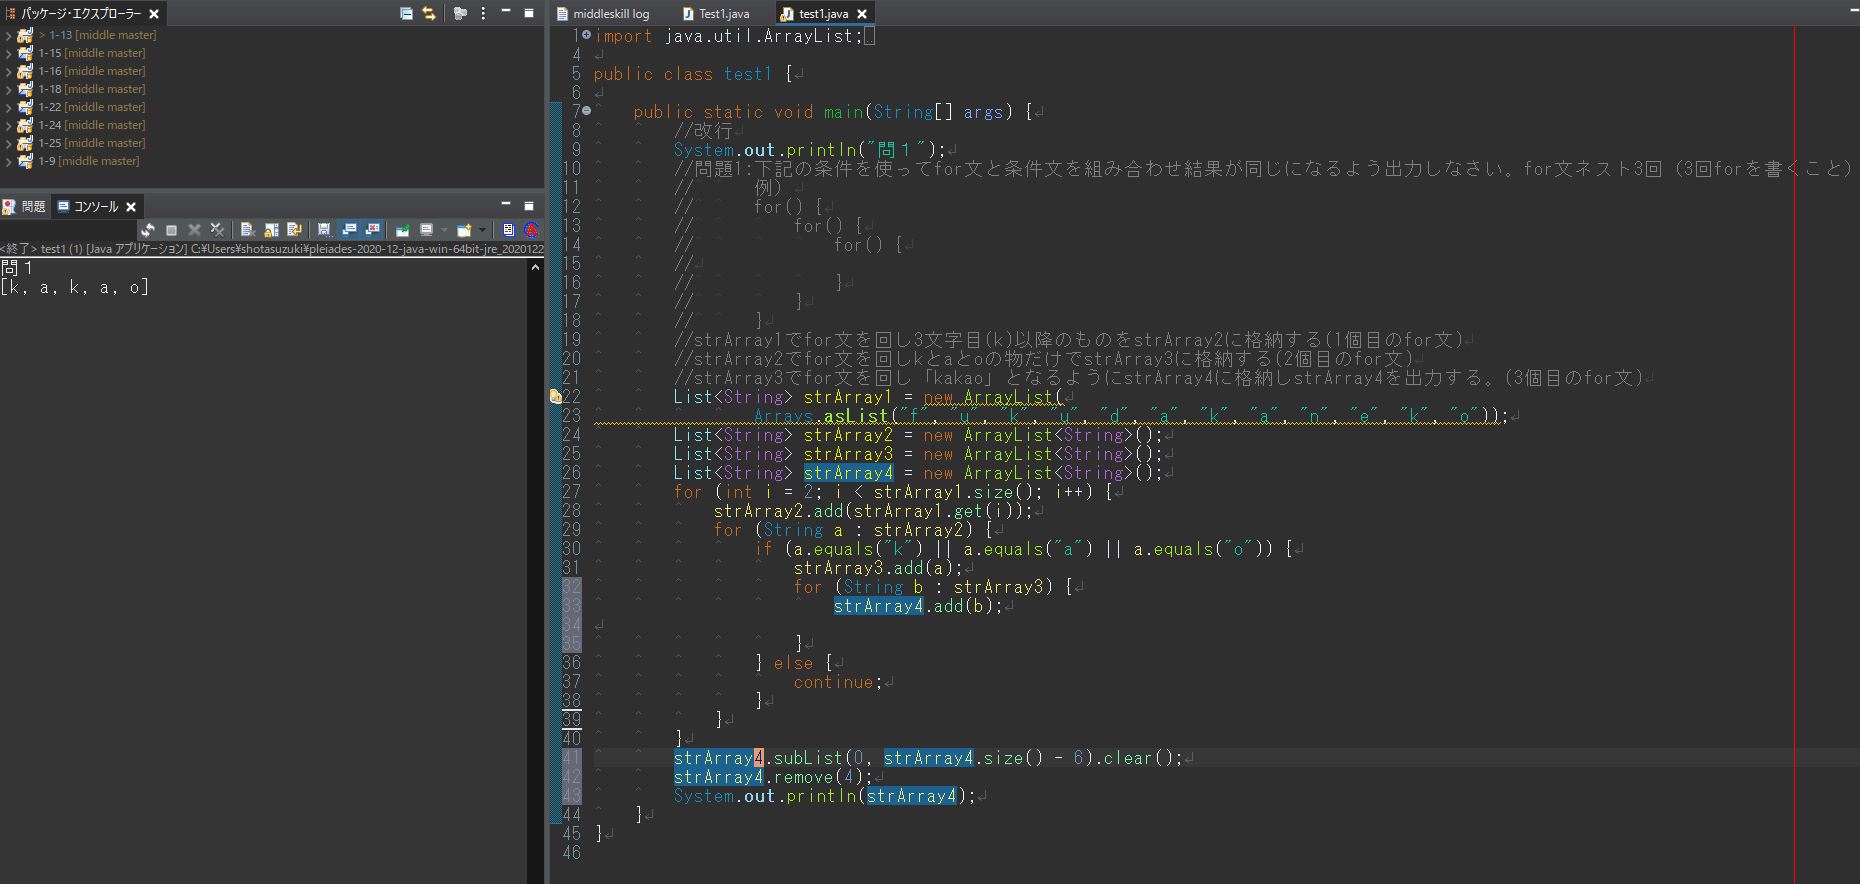 パッケージ・エクスプローラー
> 1-13 [middle master]
1-15 [middle master]
1-16 [middle master]
1-18 [middle master]
1-22 [middle master]
1-24 [middle master]
1-25 [middle master]
1-9 [middle master]
問題 コンソール
<終了> test1 (1) [Java アプリケーション] C:¥Users¥shotasuzuki¥pleiades-2020-12-java-win-64bit-jre_20201222
問１
[k, a, k, a, o]
middleskill log Test1.java test1.java
1 import java.util.ArrayList;
4
5 public class test1 {
6
7 public static void main(String[] args) {
8 //改行
9 System.out.println("問１");
10 //問題1:下記の条件を使ってfor文と条件文を組み合わせ結果が同じになるよう出力しなさい。for文ネスト3回 (3回forを書くこと)
11 // 例)
12 // for() {
13 // for() {
14 // for() {
15 //
16 // }
17 // }
18 // }
19 //strArray1でfor文を回し3文字目(k)以降のものをstrArray2に格納する(1個目のfor文)
20 //strArray2でfor文を回しkとaとoの物だけでstrArray3に格納する(2個目のfor文)
21 //strArray3でfor文を回し「kakao」となるようにstrArray4に格納しstrArray4を出力する。(3個目のfor文)
22 List<String> strArray1 = new ArrayList(
23 Arrays.asList("f", "u", "k", "u", "d", "a", "k", "a", "n", "e", "k", "o"));
24 List<String> strArray2 = new ArrayList<String>();
25 List<String> strArray3 = new ArrayList<String>();
26 List<String> strArray4 = new ArrayList<String>();
27 for (int i = 2; i < strArray1.size(); i++) {
28 strArray2.add(strArray1.get(i));
29 for (String a : strArray2) {
30 if (a.equals("k") || a.equals("a") || a.equals("o")) {
31 strArray3.add(a);
32 for (String b : strArray3) {
33 strArray4.add(b);
34
35 }
36 } else {
37 continue;
38 }
39 }
40 }
41 strArray4.subList(0, strArray4.size() - 6).clear();
42 strArray4.remove(4);
43 System.out.println(strArray4);
44 }
45 }
46